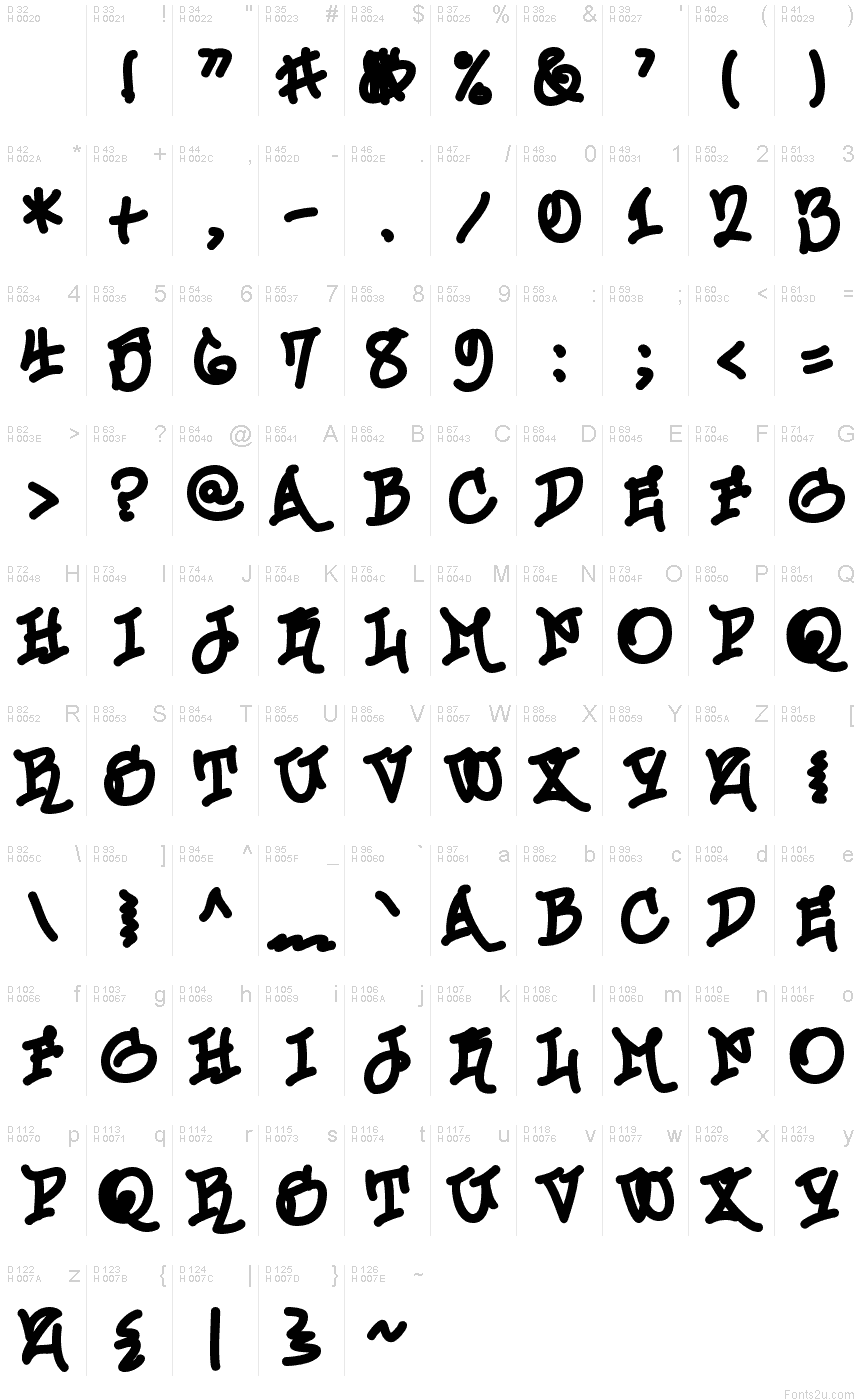 D 32 H 0020 D 33 H 0021 ! D 34 H 0022 " D 35 H 0023 # D 36 H 0024 $ D 37 H 0025 % D 38 H 0026 & D 39 H 0027 ' D 40 H 0028 ( D 41 H 0029 )
! " # $ % & ' ( )
D 42 H 002A * D 43 H 002B + D 44 H 002C , D 45 H 002D - D 46 H 002E . D 47 H 002F / D 48 H 0030 0 D 49 H 0031 1 D 50 H 0032 2 D 51 H 0033 3
* + , - . / 0 1 2 3
D 52 H 0034 4 D 53 H 0035 5 D 54 H 0036 6 D 55 H 0037 7 D 56 H 0038 8 D 57 H 0039 9 D 58 H 003A : D 59 H 003B ; D 60 H 003C < D 61 H 003D =
4 5 6 7 8 9 : ; < =
D 62 H 003E > D 63 H 003F ? D 64 H 0040 @ D 65 H 0041 A D 66 H 0042 B D 67 H 0043 C D 68 H 0044 D D 69 H 0045 E D 70 H 0046 F D 71 H 0047 G
> ? @ A B C D E F G
D 72 H 0048 H D 73 H 0049 I D 74 H 004A J D 75 H 004B K D 76 H 004C L D 77 H 004D M D 78 H 004E N D 79 H 004F O D 80 H 0050 P D 81 H 0051 Q
H I J K L M N O P Q
D 82 H 0052 R D 83 H 0053 S D 84 H 0054 T D 85 H 0055 U D 86 H 0056 V D 87 H 0057 W D 88 H 0058 X D 89 H 0059 Y D 90 H 005A Z D 91 H 005B [
R S T U V W X Y Z [
D 92 H 005C \ D 93 H 005D ] D 94 H 005E ^ D 95 H 005F _ D 96 H 0060 ` D 97 H 0061 a D 98 H 0062 b D 99 H 0063 c D 100 H 0064 d D 101 H 0065 e
\ ] ^ _ ` A B C D E
D 102 H 0066 f D 103 H 0067 g D 104 H 0068 h D 105 H 0069 i D 106 H 006A j D 107 H 006B k D 108 H 006C l D 109 H 006D m D 110 H 006E n D 111 H 006F o
F G H I J K L M N O
D 112 H 0070 p D 113 H 0071 q D 114 H 0072 r D 115 H 0073 s D 116 H 0074 t D 117 H 0075 u D 118 H 0076 v D 119 H 0077 w D 120 H 0078 x D 121 H 0079 y
P Q R S T U V W X Y
D 122 H 007A z D 123 H 007B { D 124 H 007C | D 125 H 007D } D 126 H 007E ~
Z { | } ~
Fonts2u.com